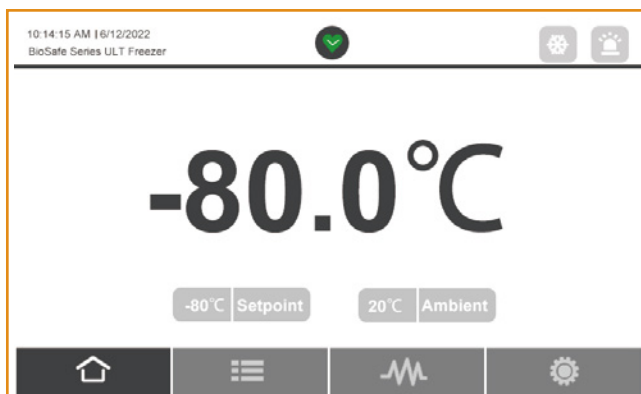 10:14:15 AM | 6/12/2022
BioSafe Series ULT Freezer
-80.0℃
-80℃ Setpoint
20℃ Ambient